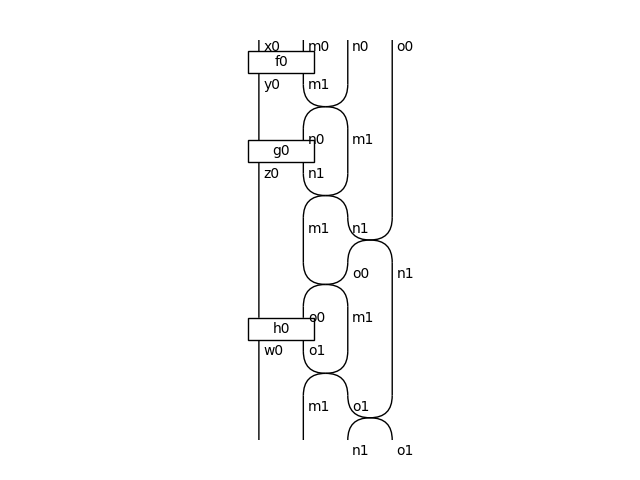 x0 m0 n0 o0
f0
y0 m1
n0 m1
g0
z0 n1
m1 n1
o0 n1
o0 m1
h0
w0 o1
m1 o1
n1 o1